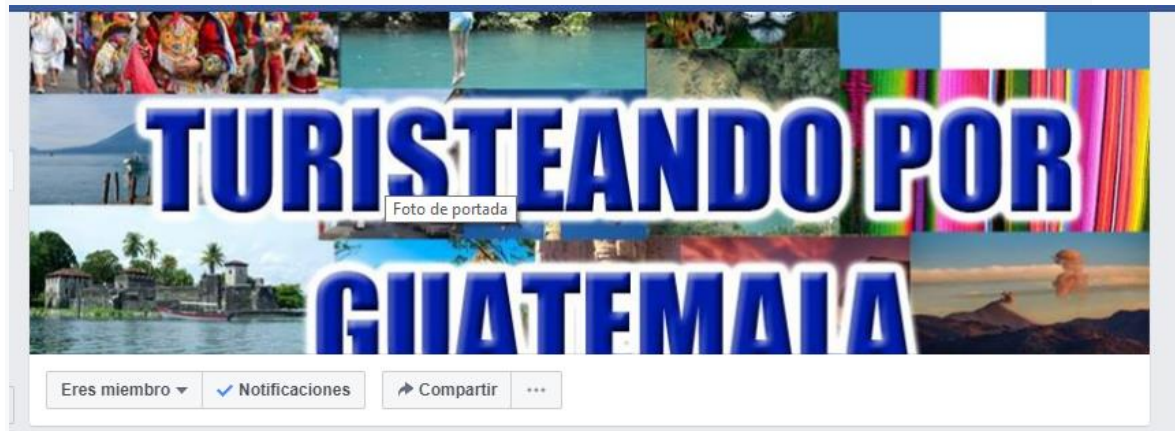 TURISTEANDO POR
Foto de portada
GUATEMALA
Eres miembro Notificaciones Compartir